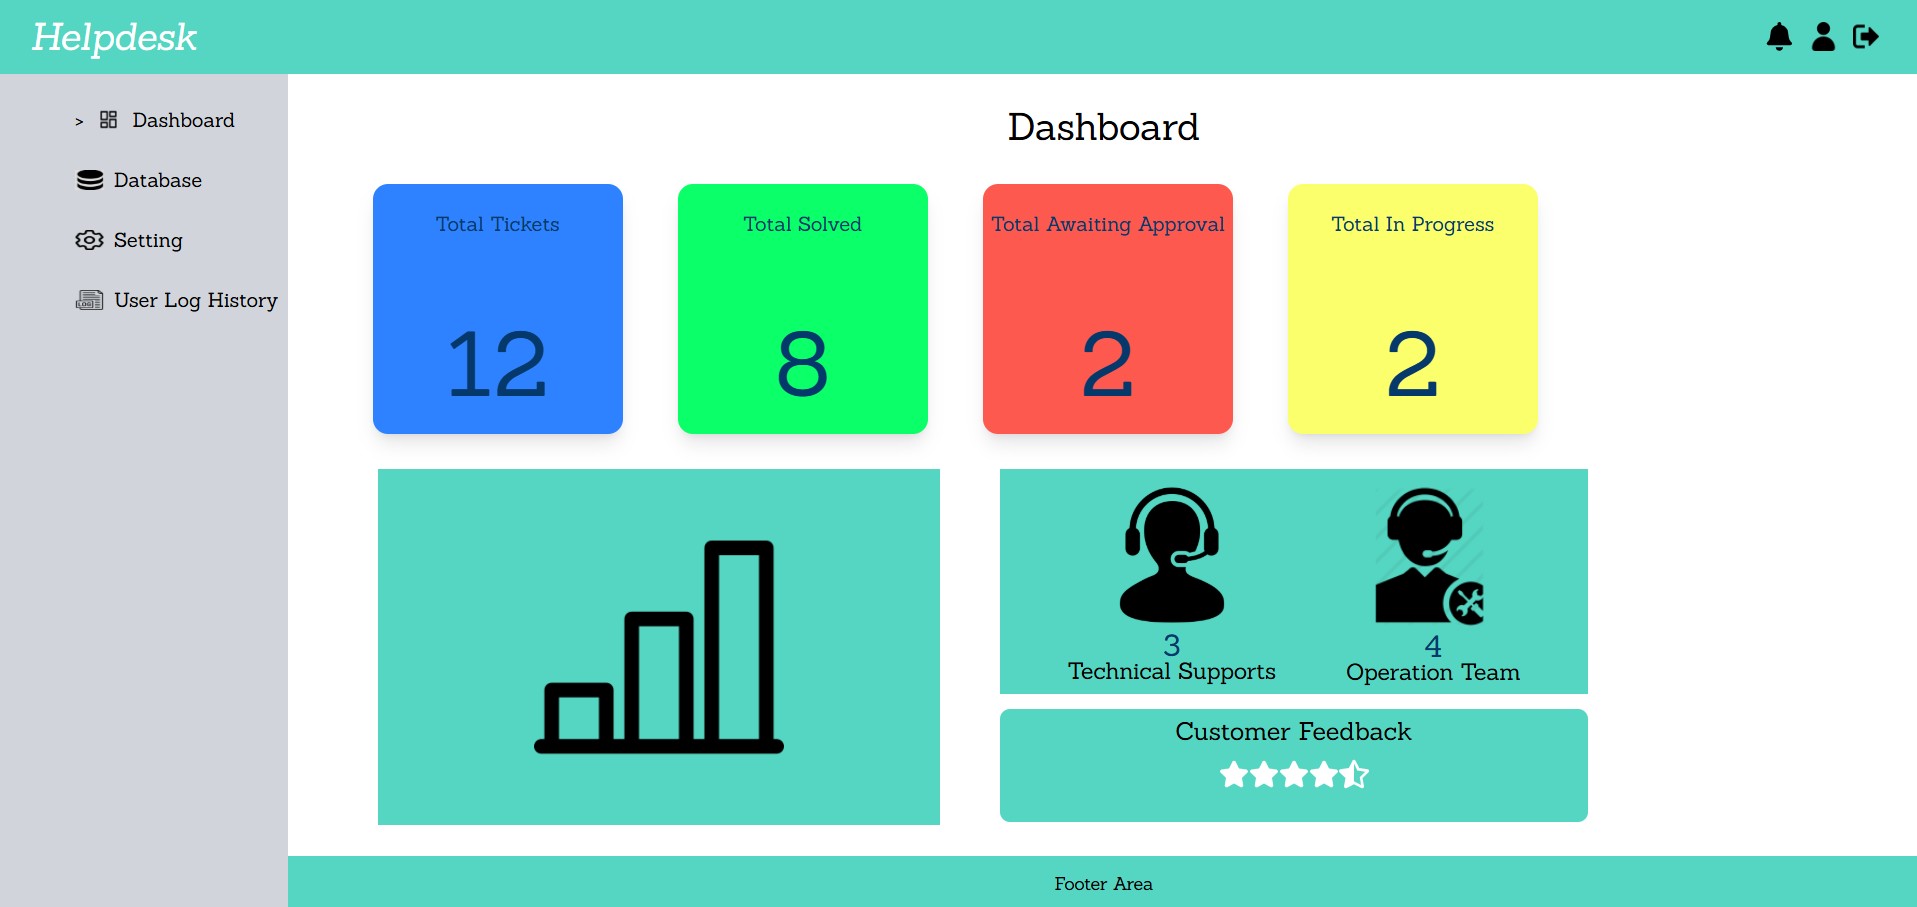 Helpdesk
> Dashboard
Database
Setting
User Log History
Dashboard
Total Tickets
12
Total Solved
8
Total Awaiting Approval
2
Total In Progress
2
3
Technical Supports
4
Operation Team
Customer Feedback
Footer Area